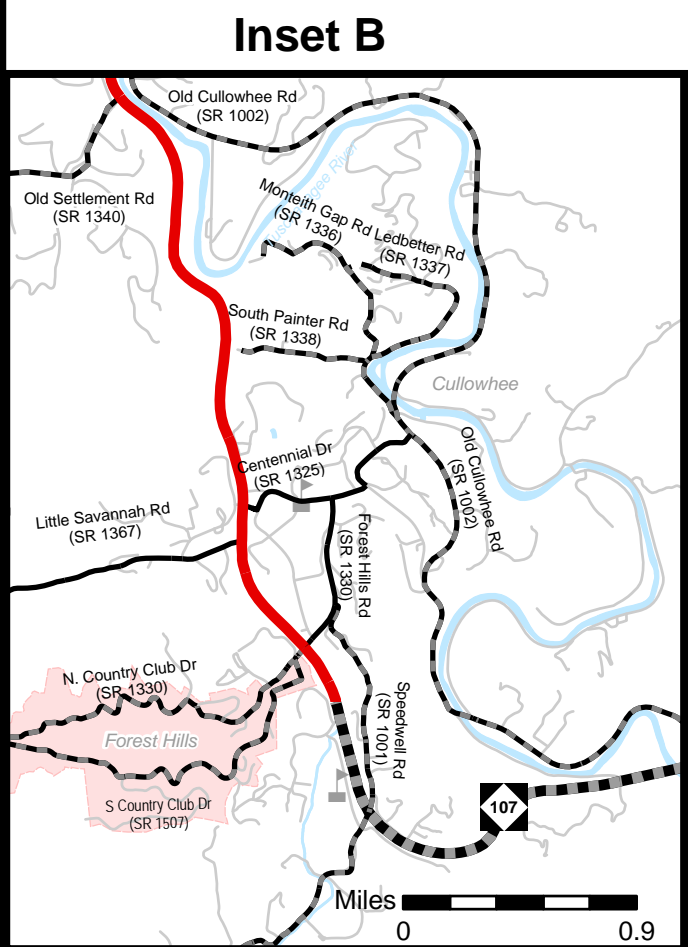 Inset B
Old Cullowhee Rd
(SR 1002)
Old Settlement Rd
(SR 1340)
Tuckasegee River
Monteith Gap Rd
(SR 1336)
Ledbetter Rd
(SR 1337)
South Painter Rd
(SR 1338)
Cullowhee
Centennial Dr
(SR 1325)
Old Cullowhee Rd
(SR 1002)
Little Savannah Rd
(SR 1367)
Forest Hills Rd
(SR 1330)
N. Country Club Dr
(SR 1330)
Forest Hills
Speedwell Rd
(SR 1001)
S Country Club Dr
(SR 1507)
107
Miles
0
0.9